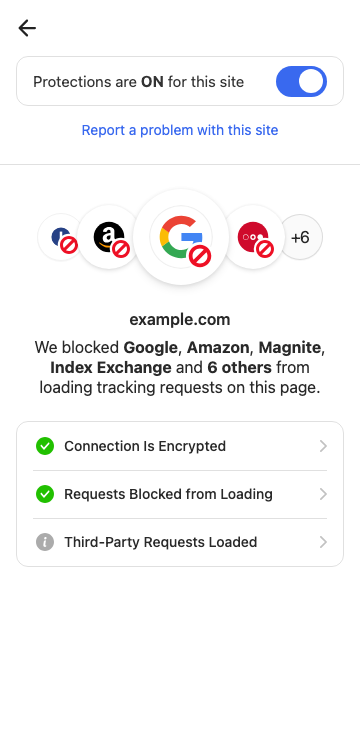 Protections are ON for this site
Report a problem with this site
+6
example.com
We blocked Google, Amazon, Magnite,
Index Exchange and 6 others from
loading tracking requests on this page.
Connection Is Encrypted
Requests Blocked from Loading
Third-Party Requests Loaded